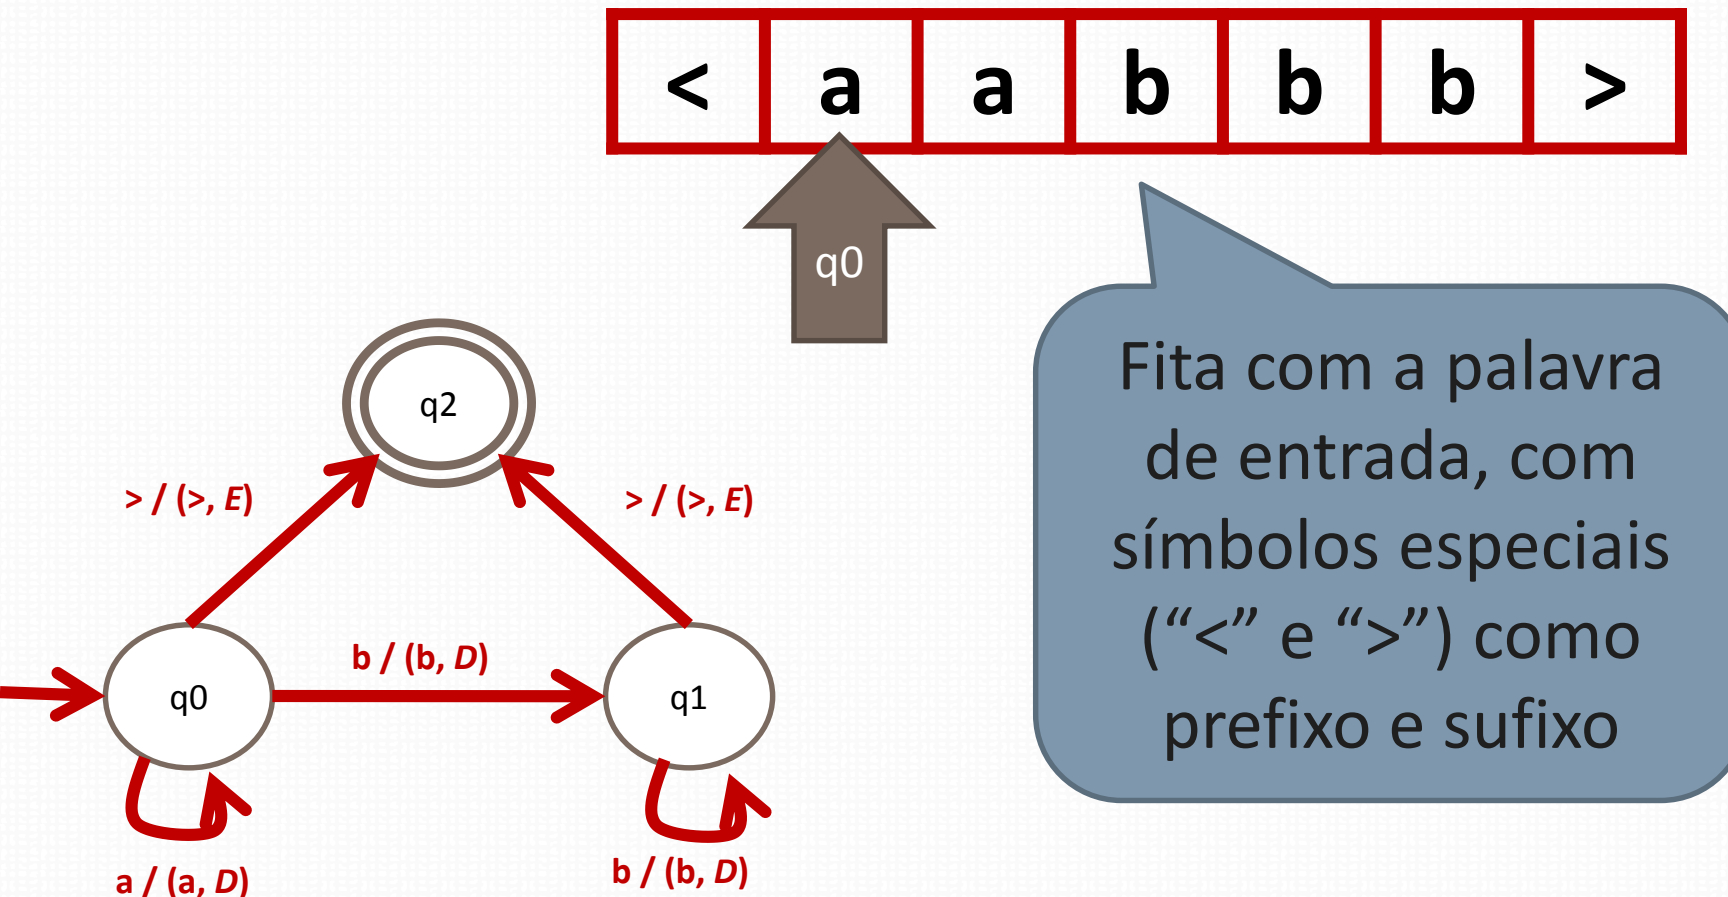 < a a b b b >
q0
Fita com a palavra
de entrada, com
símbolos especiais
(“<” e “>”) como
prefixo e sufixo
q2
> / (>, E)
> / (>, E)
b / (b, D)
q0
q1
a / (a, D)
b / (b, D)